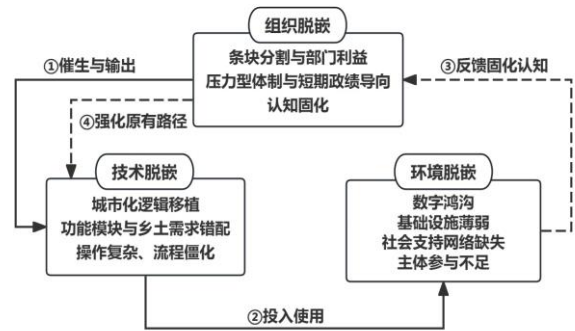 组织脱嵌
条块分割与部门利益
压力型体制与短期政绩导向
认知固化
①催生与输出
③反馈固化认知
④强化原有路径
技术脱嵌
城市化逻辑移植
功能模块与乡土需求错配
操作复杂、流程僵化
环境脱嵌
数字鸿沟
基础设施薄弱
社会支持网络缺失
主体参与不足
②投入使用